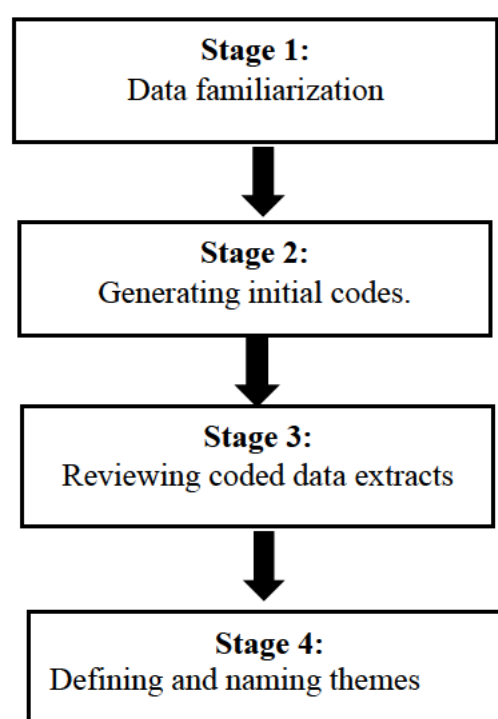 Stage 1:
Data familiarization
Stage 2:
Generating initial codes.
Stage 3:
Reviewing coded data extracts
Stage 4:
Defining and naming themes